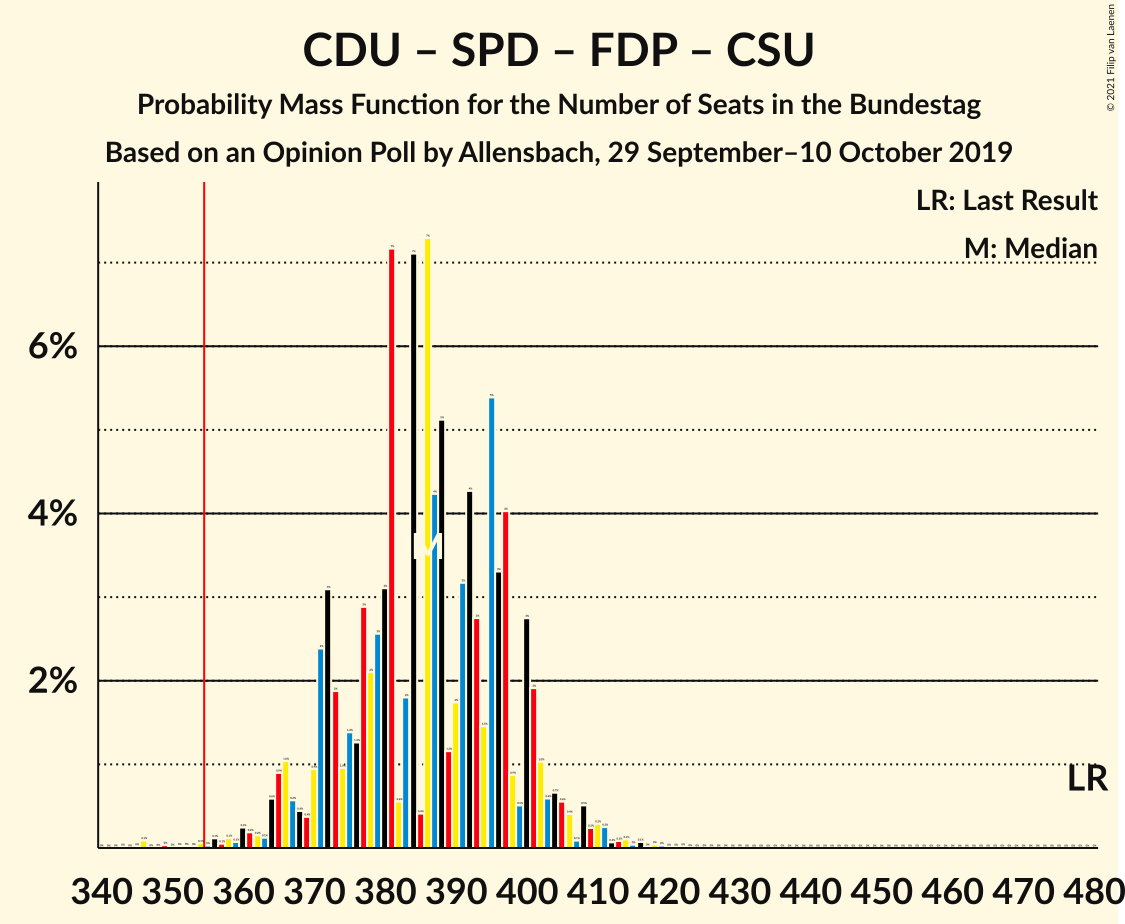 CDU – SPD – FDP – CSU
Probability Mass Function for the Number of Seats in the Bundestag
Based on an Opinion Poll by Allensbach, 29 September–10 October 2019
© 2021 Filip van Laenen
LR: Last Result
M: Median
6%
4%
2%
M
LR
340 350 360 370 380 390 400 410 420 430 440 450 460 470 480